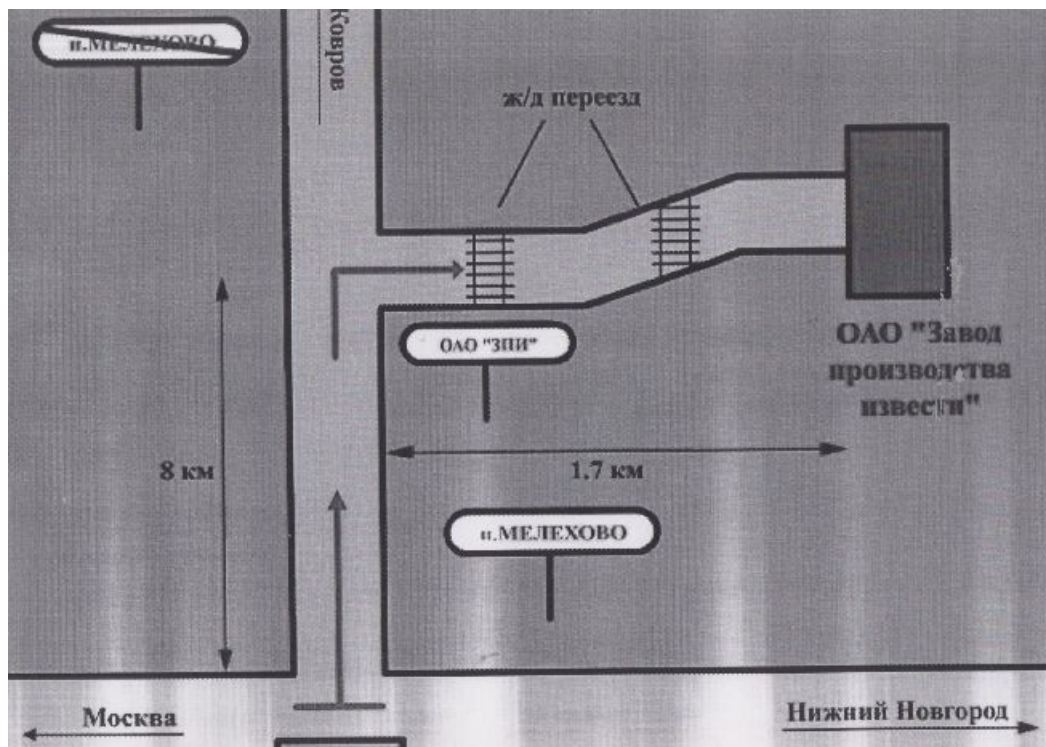 п.МЕЛЕХОВО
Ковров
ж/д переезд
ОАО "ЗПИ"
ОАО "Завод
производства
извести"
8 км
1.7 км
п.МЕЛЕХОВО
Москва
Нижний Новгород